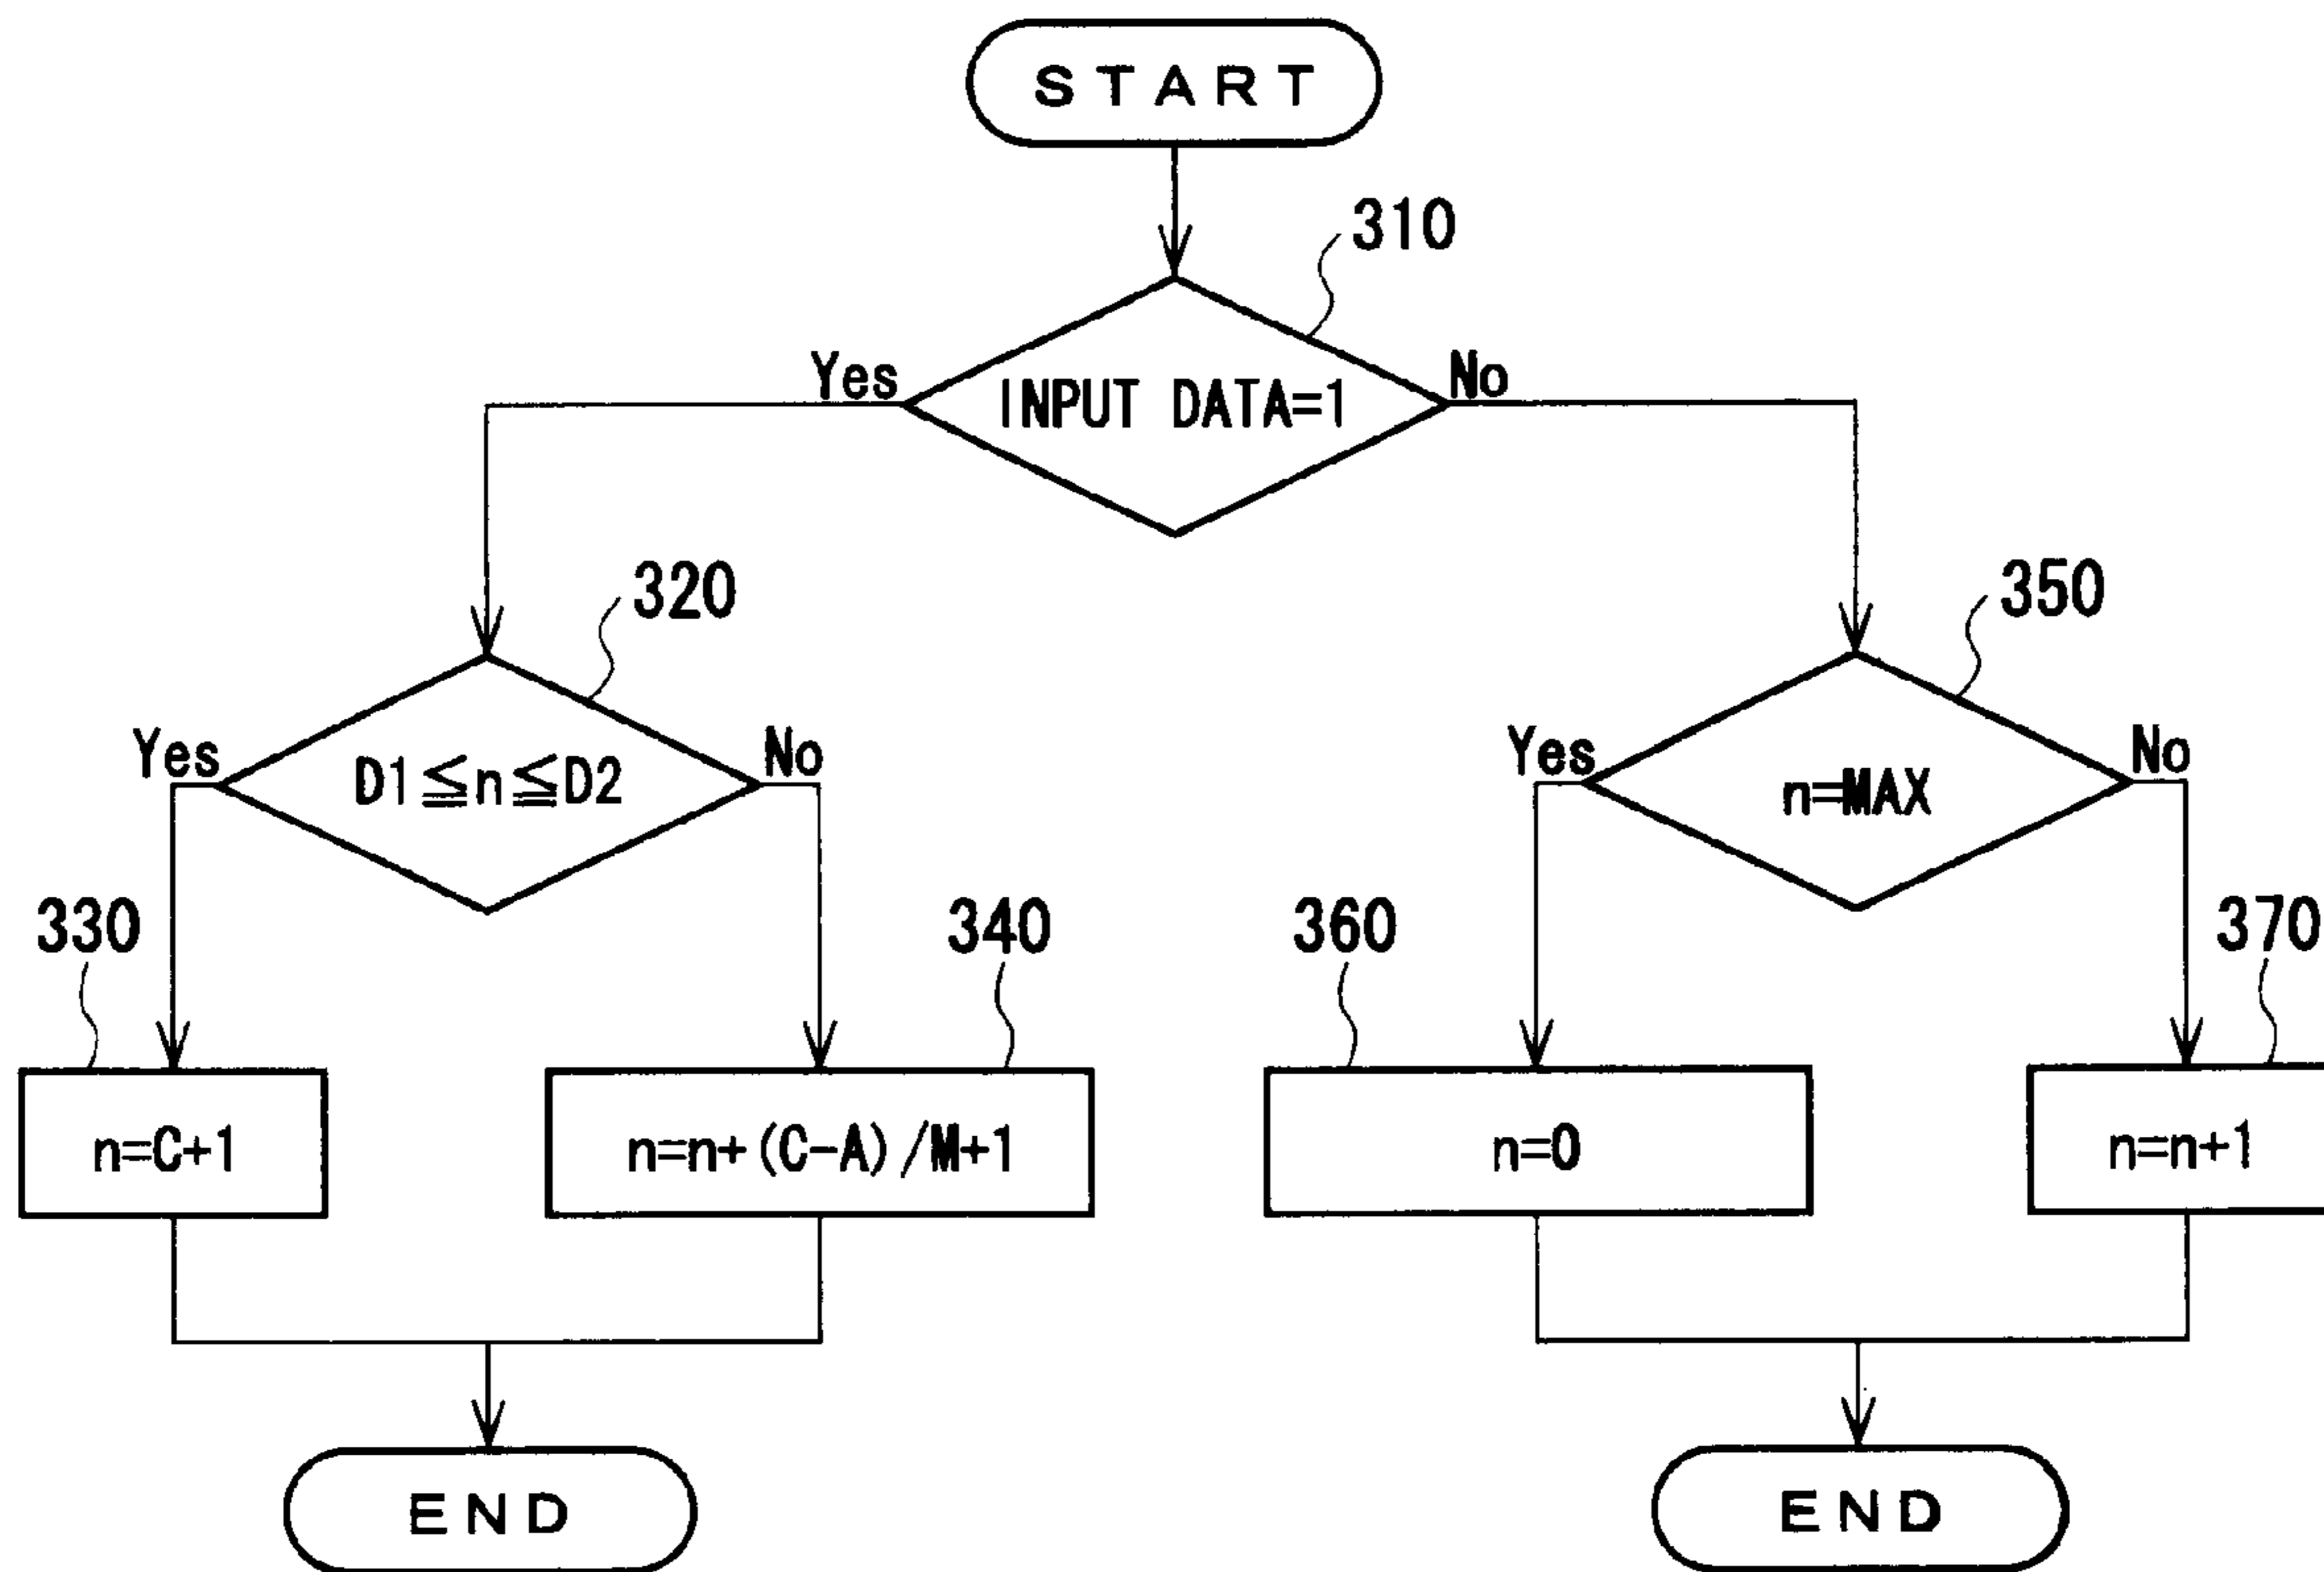 START
310
Yes
INPUT DATA=1
No
320
350
Yes
D1≦n≦D2
No
Yes
n=MAX
No
330
340
360
370
n=C+1
n=n+(C-A)/M+1
n=0
n=n+1
END
END